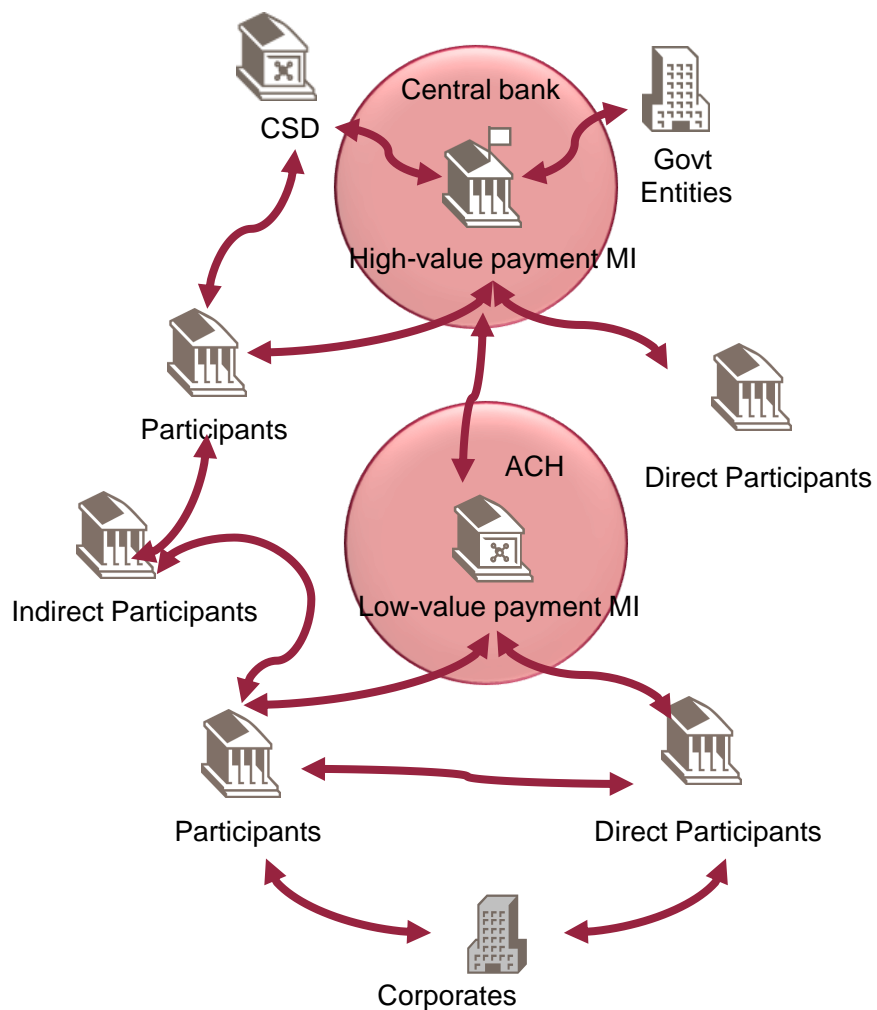 Central bank
CSD
Govt
Entities
High-value payment MI
Participants
Direct Participants
ACH
Indirect Participants
Low-value payment MI
Participants
Direct Participants
Corporates